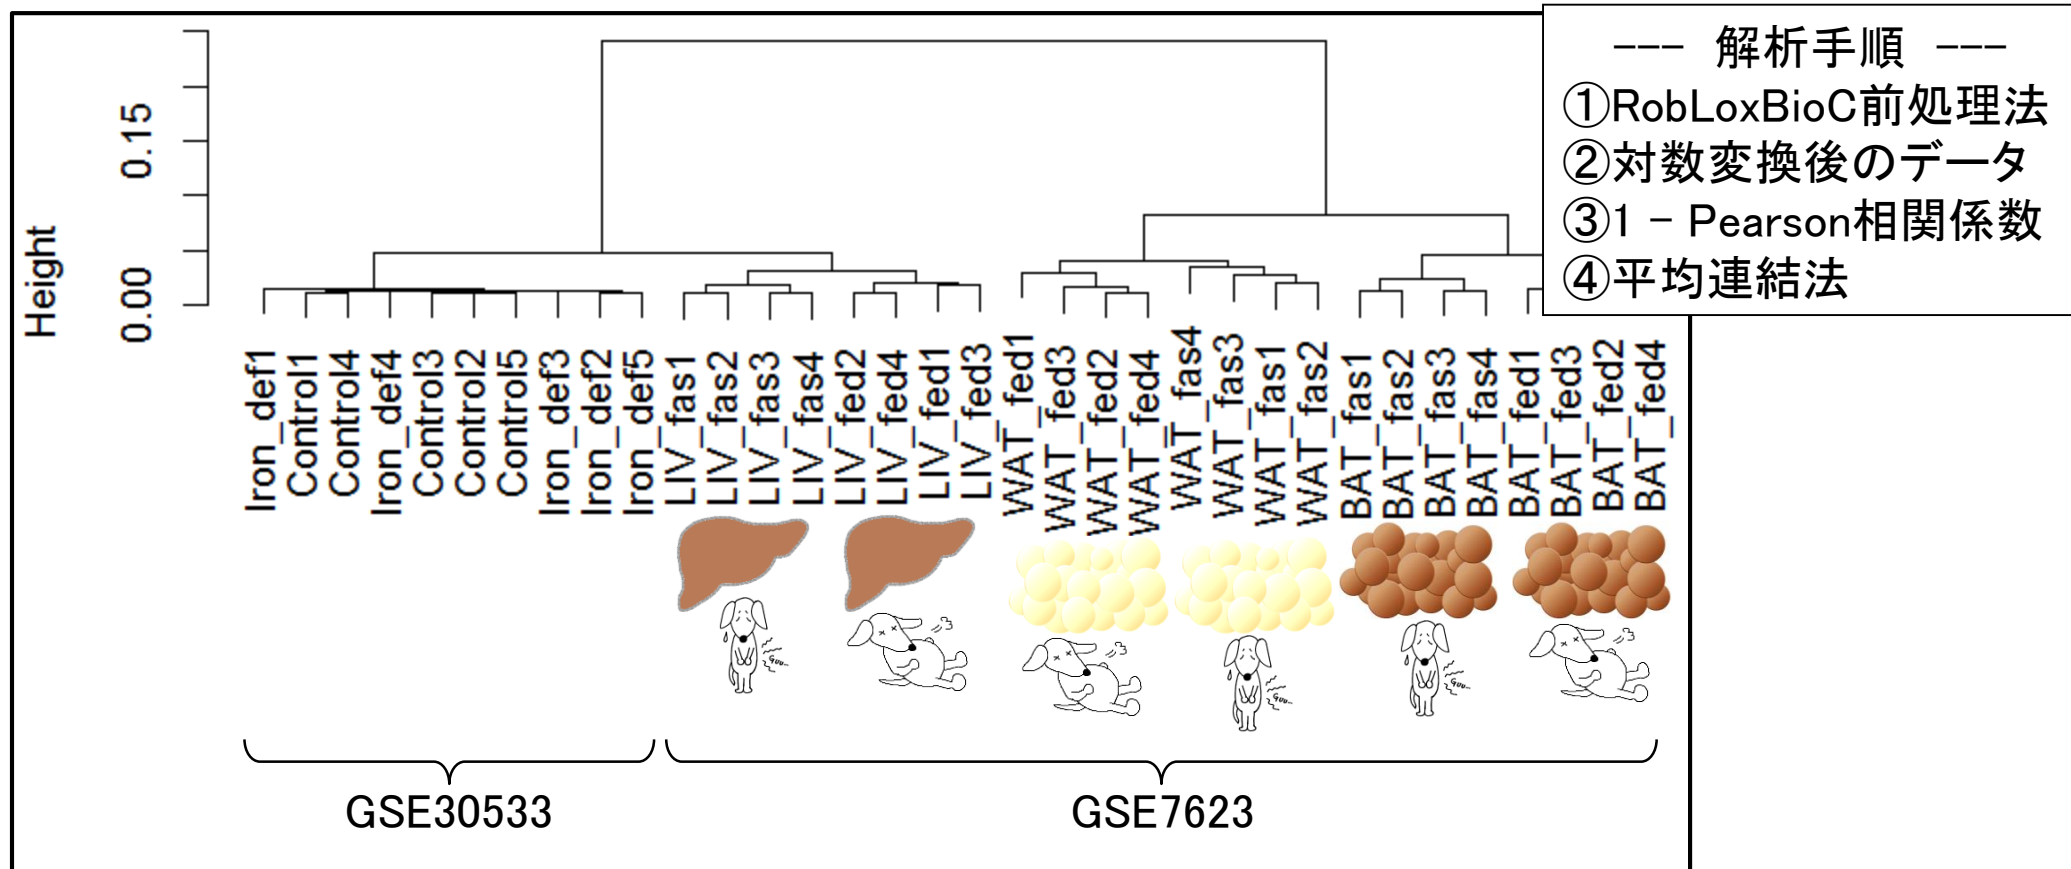 --- 解析手順 ---
①RobLoxBioC前処理法
②対数変換後のデータ
③1 - Pearson相関係数
④平均連結法
Height
0.15
0.00
Iron_def1
Control1
Control4
Iron_def4
Control3
Control2
Control5
Iron_def3
Iron_def2
Iron_def5
LIV_fas1
LIV_fas2
LIV_fas3
LIV_fas4
LIV_fed2
LIV_fed4
LIV_fed1
LIV_fed3
WAT_fed1
WAT_fed3
WAT_fed2
WAT_fed4
WAT_fas4
WAT_fas3
WAT_fas1
WAT_fas2
BAT_fas1
BAT_fas2
BAT_fas3
BAT_fas4
BAT_fed1
BAT_fed3
BAT_fed2
BAT_fed4
GSE30533
GSE7623